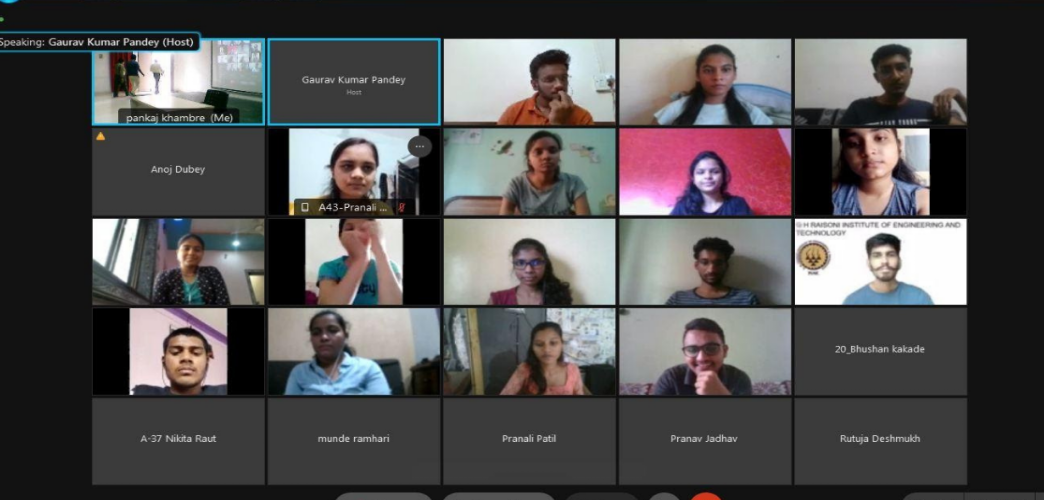 Speaking: Gaurav Kumar Pandey (Host)
pankaj khambre (Me)
Gaurav Kumar Pandey
Host
Anoj Dubey
A43-Pranali ...
G H RAISONI INSTITUTE OF ENGINEERING AND
TECHNOLOGY
20_Bhushan kakade
A-37 Nikita Raut
munde ramhari
Pranali Patil
Pranav Jadhav
Rutuja Deshmukh